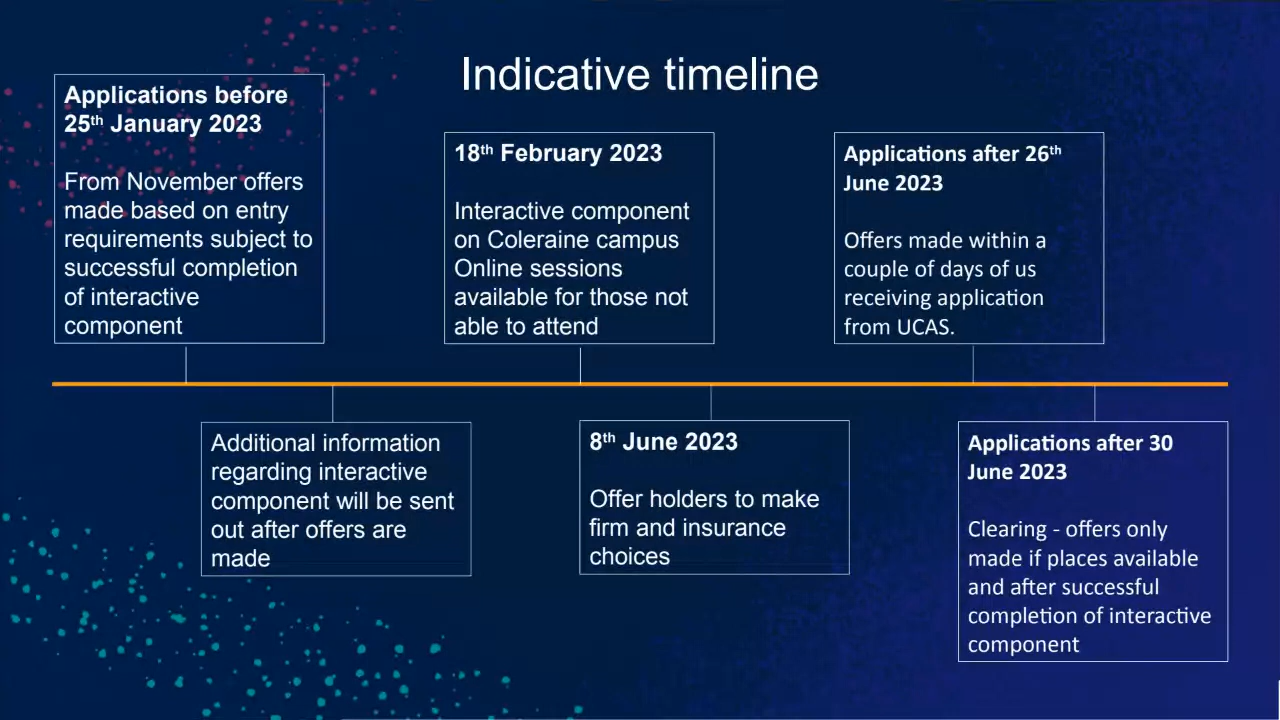 Indicative timeline
Applications before
25th January 2023
From November offers
made based on entry
requirements subject to
successful completion
of interactive
component
Additional information
regarding interactive
component will be sent
out after offers are
made
18th February 2023
Interactive component
on Coleraine campus
Online sessions
available for those not
able to attend
8th June 2023
Offer holders to make
firm and insurance
choices
Applications after 26th
June 2023
Offers made within a
couple of days of us
receiving application
from UCAS.
Applications after 30
June 2023
Clearing - offers only
made if places available
and after successful
completion of interactive
component